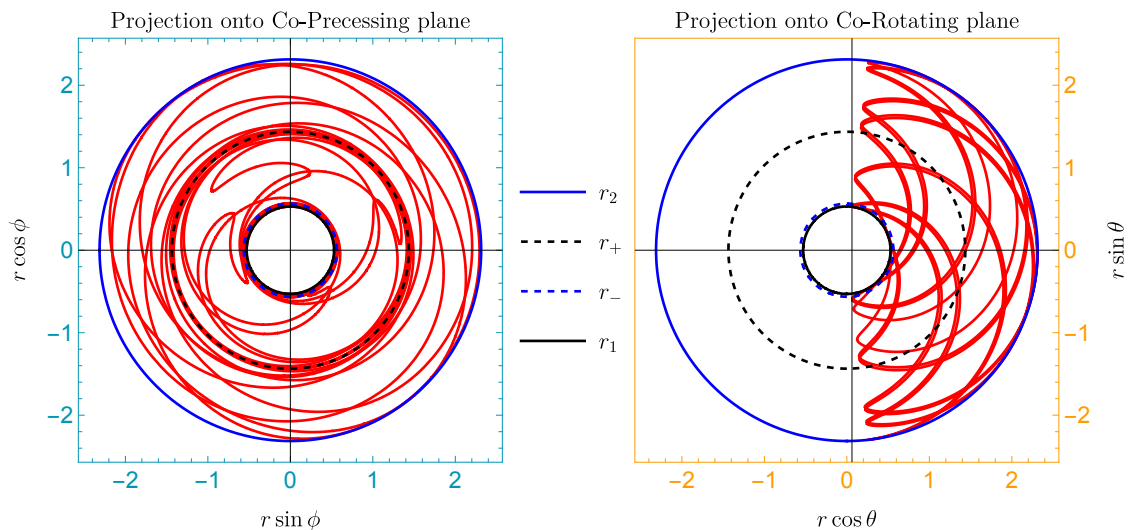 Projection onto Co-Precessing plane
2
1
0
−1
−2
−2
−1
0
1
2
r cos ϕ
r sin ϕ
r₂
r₊
r₋
r₁
Projection onto Co-Rotating plane
2
1
0
−1
−2
−2
−1
0
1
2
r sin θ
r cos θ